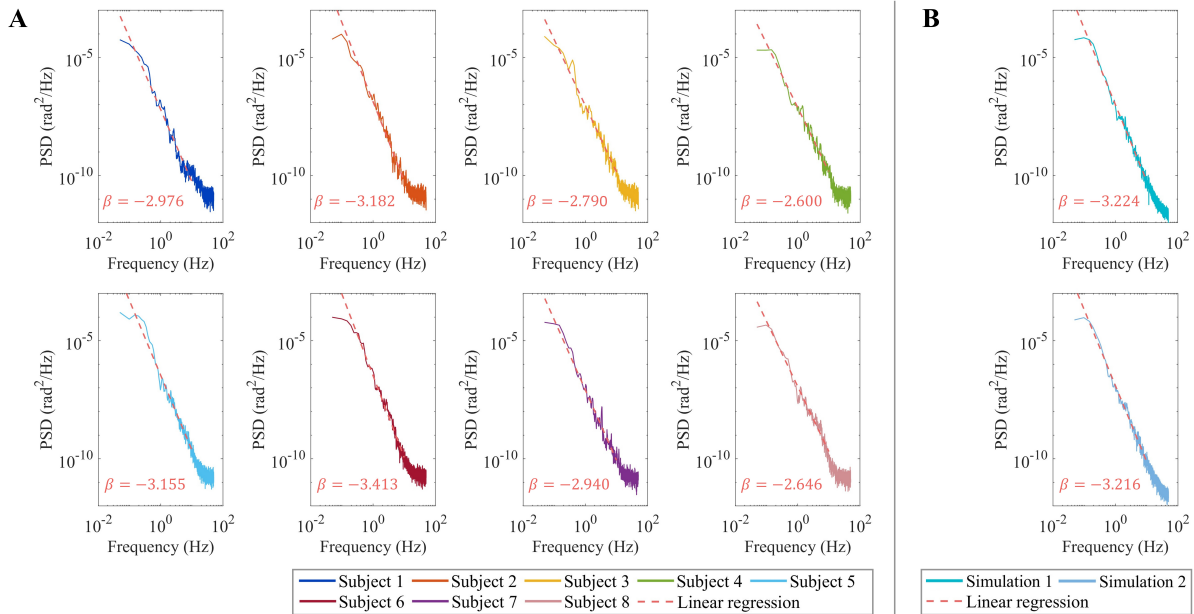 A
B
PSD (rad²/Hz)
10⁻⁵
10⁻¹⁰
β = −2.976
10⁻² 10⁰ 10²
Frequency (Hz)
PSD (rad²/Hz)
10⁻⁵
10⁻¹⁰
β = −3.182
10⁻² 10⁰ 10²
Frequency (Hz)
PSD (rad²/Hz)
10⁻⁵
10⁻¹⁰
β = −2.790
10⁻² 10⁰ 10²
Frequency (Hz)
PSD (rad²/Hz)
10⁻⁵
10⁻¹⁰
β = −2.600
10⁻² 10⁰ 10²
Frequency (Hz)
PSD (rad²/Hz)
10⁻⁵
10⁻¹⁰
β = −3.224
10⁻² 10⁰ 10²
Frequency (Hz)
PSD (rad²/Hz)
10⁻⁵
10⁻¹⁰
β = −3.155
10⁻² 10⁰ 10²
Frequency (Hz)
PSD (rad²/Hz)
10⁻⁵
10⁻¹⁰
β = −3.413
10⁻² 10⁰ 10²
Frequency (Hz)
PSD (rad²/Hz)
10⁻⁵
10⁻¹⁰
β = −2.940
10⁻² 10⁰ 10²
Frequency (Hz)
PSD (rad²/Hz)
10⁻⁵
10⁻¹⁰
β = −2.646
10⁻² 10⁰ 10²
Frequency (Hz)
PSD (rad²/Hz)
10⁻⁵
10⁻¹⁰
β = −3.216
10⁻² 10⁰ 10²
Frequency (Hz)
Subject 1 Subject 2 Subject 3 Subject 4 Subject 5
Subject 6 Subject 7 Subject 8 Linear regression
Simulation 1 Simulation 2
Linear regression